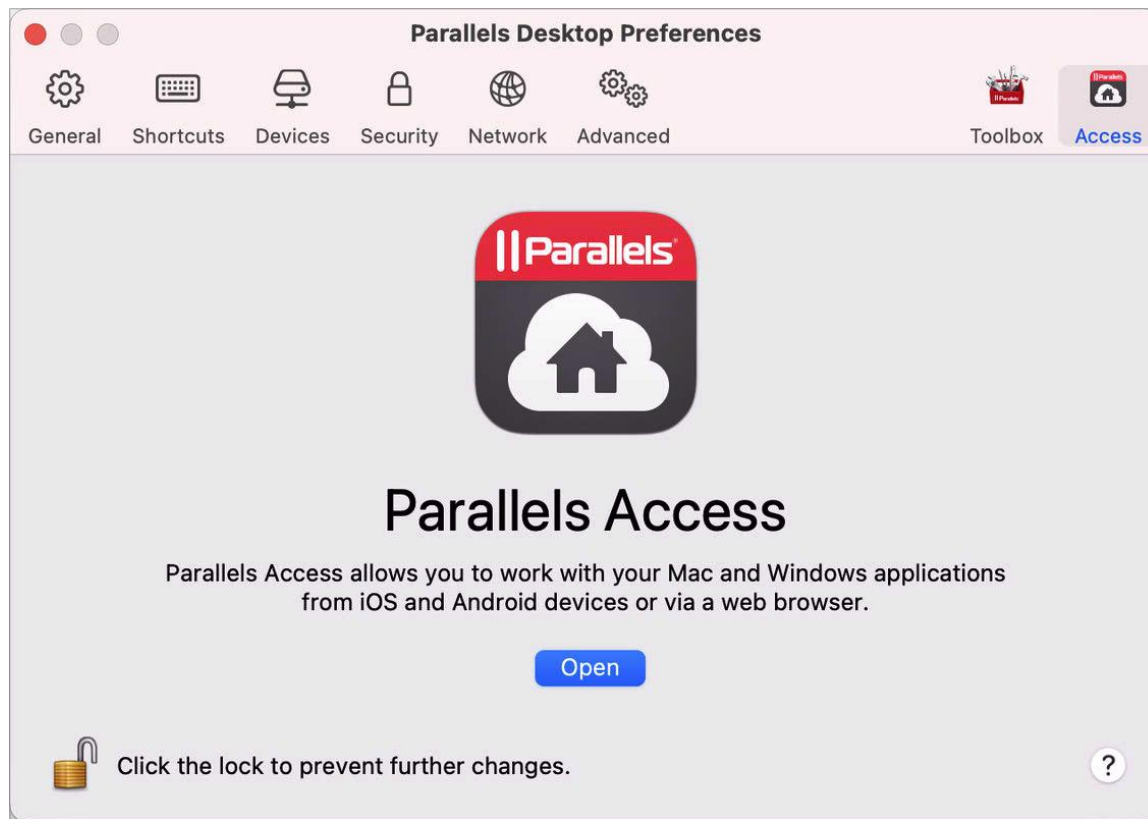 Parallels Desktop Preferences
General Shortcuts Devices Security Network Advanced Toolbox Access
Parallels®
Parallels Access
Parallels Access allows you to work with your Mac and Windows applications
from iOS and Android devices or via a web browser.
Open
Click the lock to prevent further changes.
?